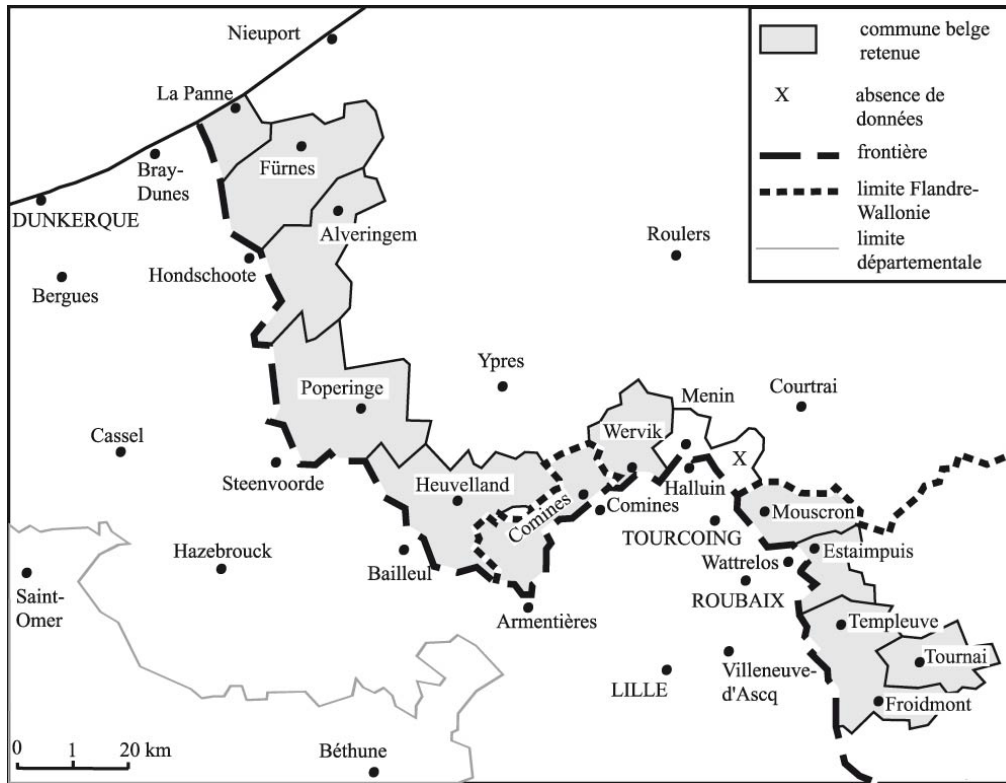 Nieuport
La Panne
Bray-
Dunes
Fürnes
DUNKERQUE
Alveringem
Hondschoote
Bergues
Roulers
Ypres
Poperinge
Menin
Courtrai
Cassel
Wervik
X
Steenvoorde
Heuvelland
Halluin
Comines
Comines
Mouscron
TOURCOING
Hazebrouck
Bailleul
Wattrelos
Estaimpuis
Saint-
Omer
ROUBAIX
Armentières
Templeuve
Tournai
LILLE
Villeneuve-
d'Ascq
Froidmont
Béthune
0 1 20 km
commune belge
retenue
X
absence de
données
frontière
limite Flandre-
Wallonie
limite
départementale